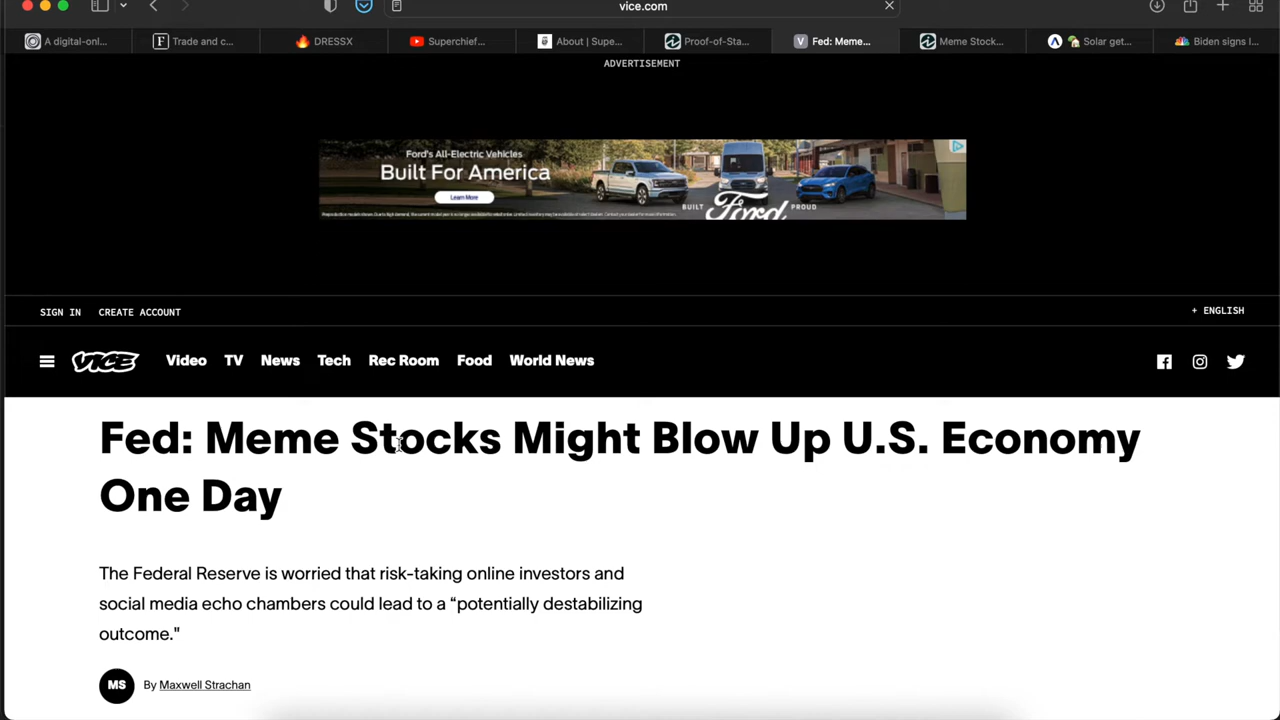 vice.com
A digital-onl...
Trade and c...
DRESSX
Superchief...
About | Supe...
Proof-of-Sta...
Fed: Meme...
Meme Stock...
Solar get...
Biden signs I...
ADVERTISEMENT
Ford's All-Electric Vehicles
Built For America
Learn More
BUILT Ford PROUD
SIGN IN CREATE ACCOUNT
+ ENGLISH
VICE Video TV News Tech Rec Room Food World News
Fed: Meme Stocks Might Blow Up U.S. Economy
One Day
The Federal Reserve is worried that risk-taking online investors and
social media echo chambers could lead to a “potentially destabilizing
outcome."
MS By Maxwell Strachan